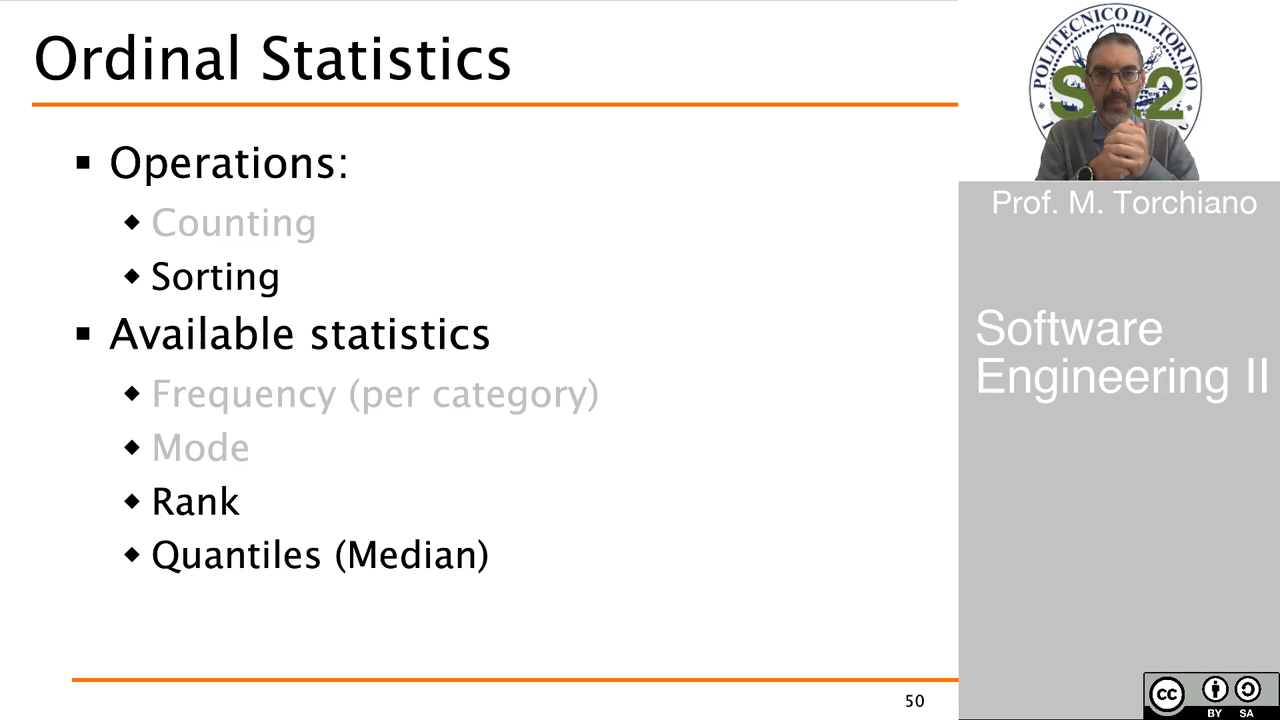 Ordinal Statistics
Operations:
Counting
Sorting
Available statistics
Frequency (per category)
Mode
Rank
Quantiles (Median)
50
POLITECNICO DI TORINO
Prof. M. Torchiano
Software
Engineering II
cc
BY SA